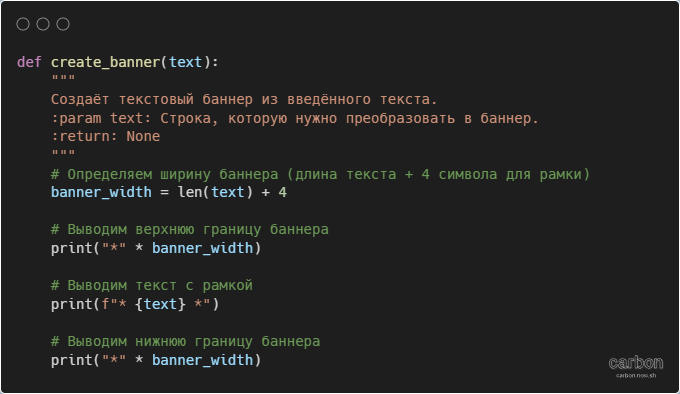 def create_banner(text):
    """
    Создаёт текстовый баннер из введённого текста.
    :param text: Строка, которую нужно преобразовать в баннер.
    :return: None
    """
    # Определяем ширину баннера (длина текста + 4 символа для рамки)
    banner_width = len(text) + 4

    # Выводим верхнюю границу баннера
    print("*" * banner_width)

    # Выводим текст с рамкой
    print(f"* {text} *")

    # Выводим нижнюю границу баннера
    print("*" * banner_width)
carbon
carbon.now.sh